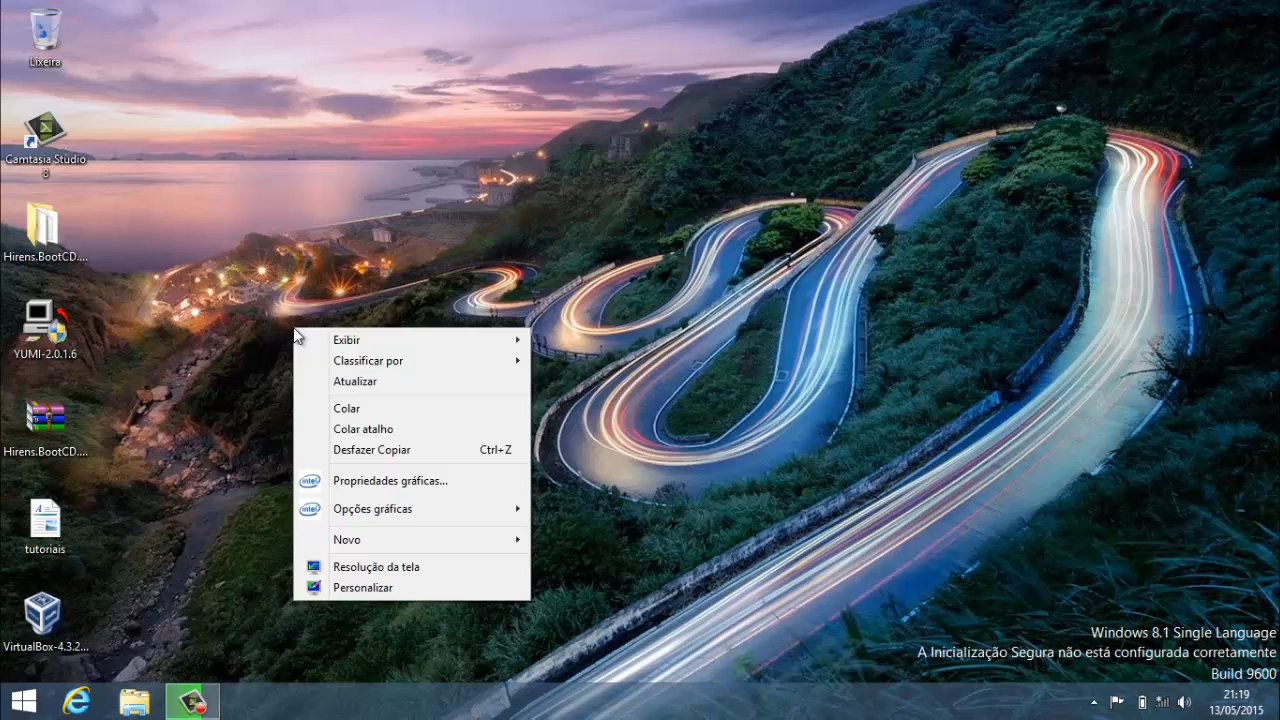 Lixeira
Camtasia Studio
8
Hirens.BootCD....
YUMI-2.0.1.6
Hirens.BootCD....
tutoriais
VirtualBox-4.3.2...
Exibir
Classificar por
Atualizar
Colar
Colar atalho
Desfazer Copiar Ctrl+Z
intel Propriedades gráficas...
intel Opções gráficas
Novo
Resolução da tela
Personalizar
Windows 8.1 Single Language
A Inicialização Segura não está configurada corretamente
Build 9600
21:19
13/05/2015